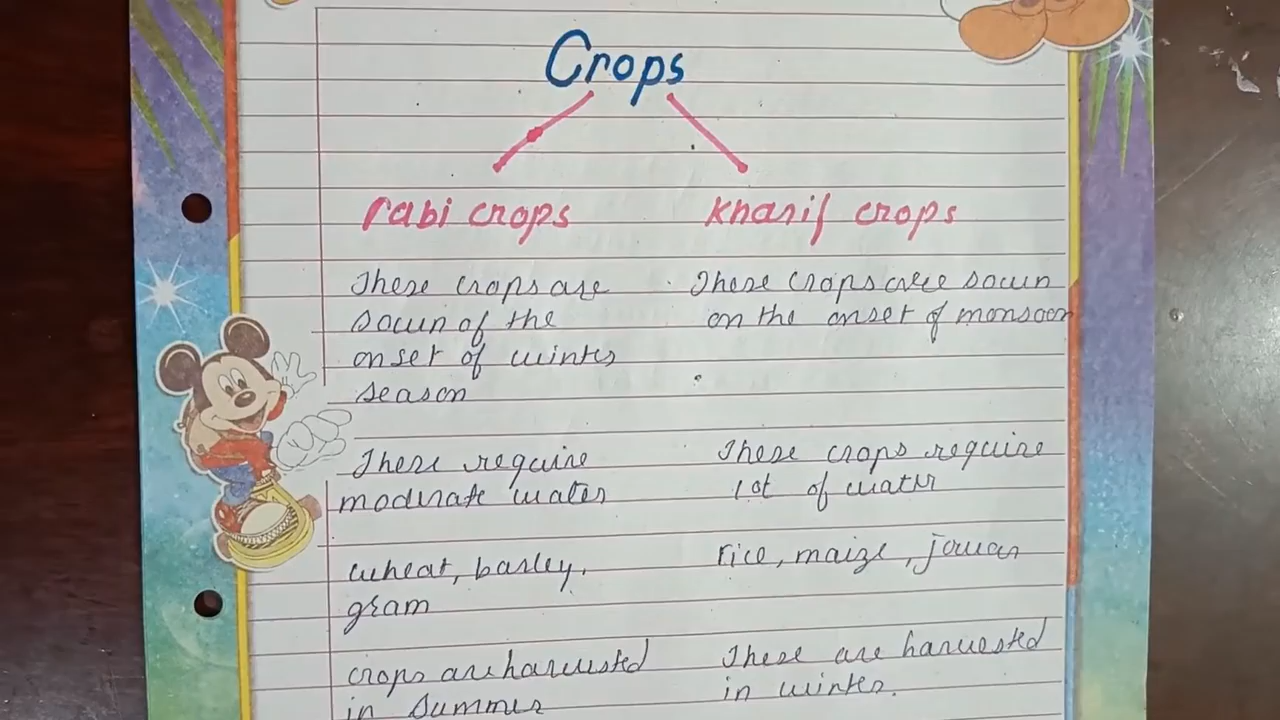 Crops
rabi crops
kharif crops
These crops are
sown of the
onset of winter
season
These crops are sown
on the onset of monsoon
These require
moderate water
These crops require
lot of water
wheat, barley,
gram
rice, maize, jowar
crops are harvested
in summer
These are harvested
in winter.